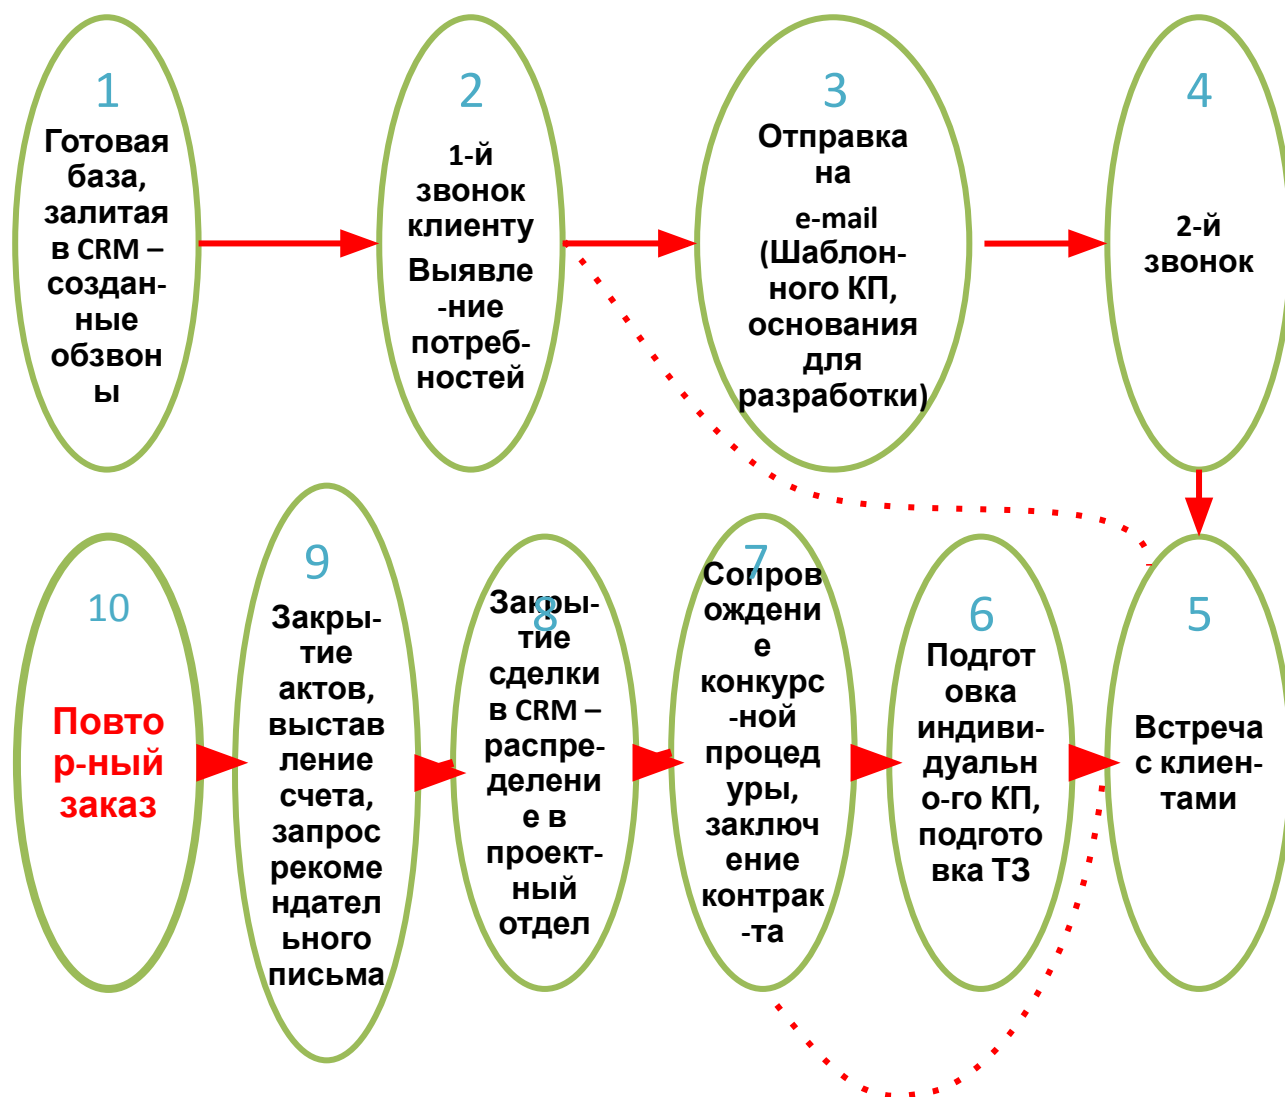 1
Готовая
база,
залитая
в CRM –
создан-
ные
обзвон
ы
2
1-й
звонок
клиенту
Выявле
-ние
потреб-
ностей
3
Отправка
на
e-mail
(Шаблон-
ного КП,
основания
для
разработки)
4
2-й
звонок
10
Повто
р-ный
заказ
9
Закры-
тие
актов,
выстав
ление
счета,
запрос
рекоме
ндател
ьного
письма
8
Закры-
тие
сделки
в CRM –
распре-
делени
е в
проект-
ный
отдел
7
Сопров
ождени
е
конкурс
-ной
процед
уры,
заключ
ение
контрак
-та
6
Подгот
овка
индиви-
дуальн
о-го КП,
подгото
вка ТЗ
5
Встреча
с клиен-
тами